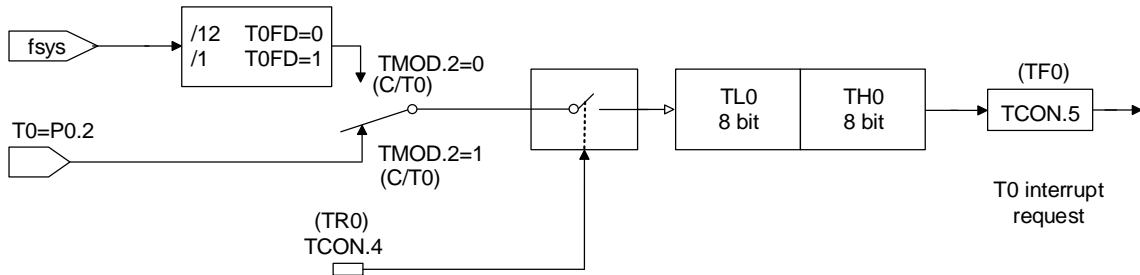 fsys
/12 T0FD=0
/1 T0FD=1
TMOD.2=0
(C/T0)
T0=P0.2
TMOD.2=1
(C/T0)
(TR0)
TCON.4
TL0
8 bit
TH0
8 bit
(TF0)
TCON.5
T0 interrupt
request